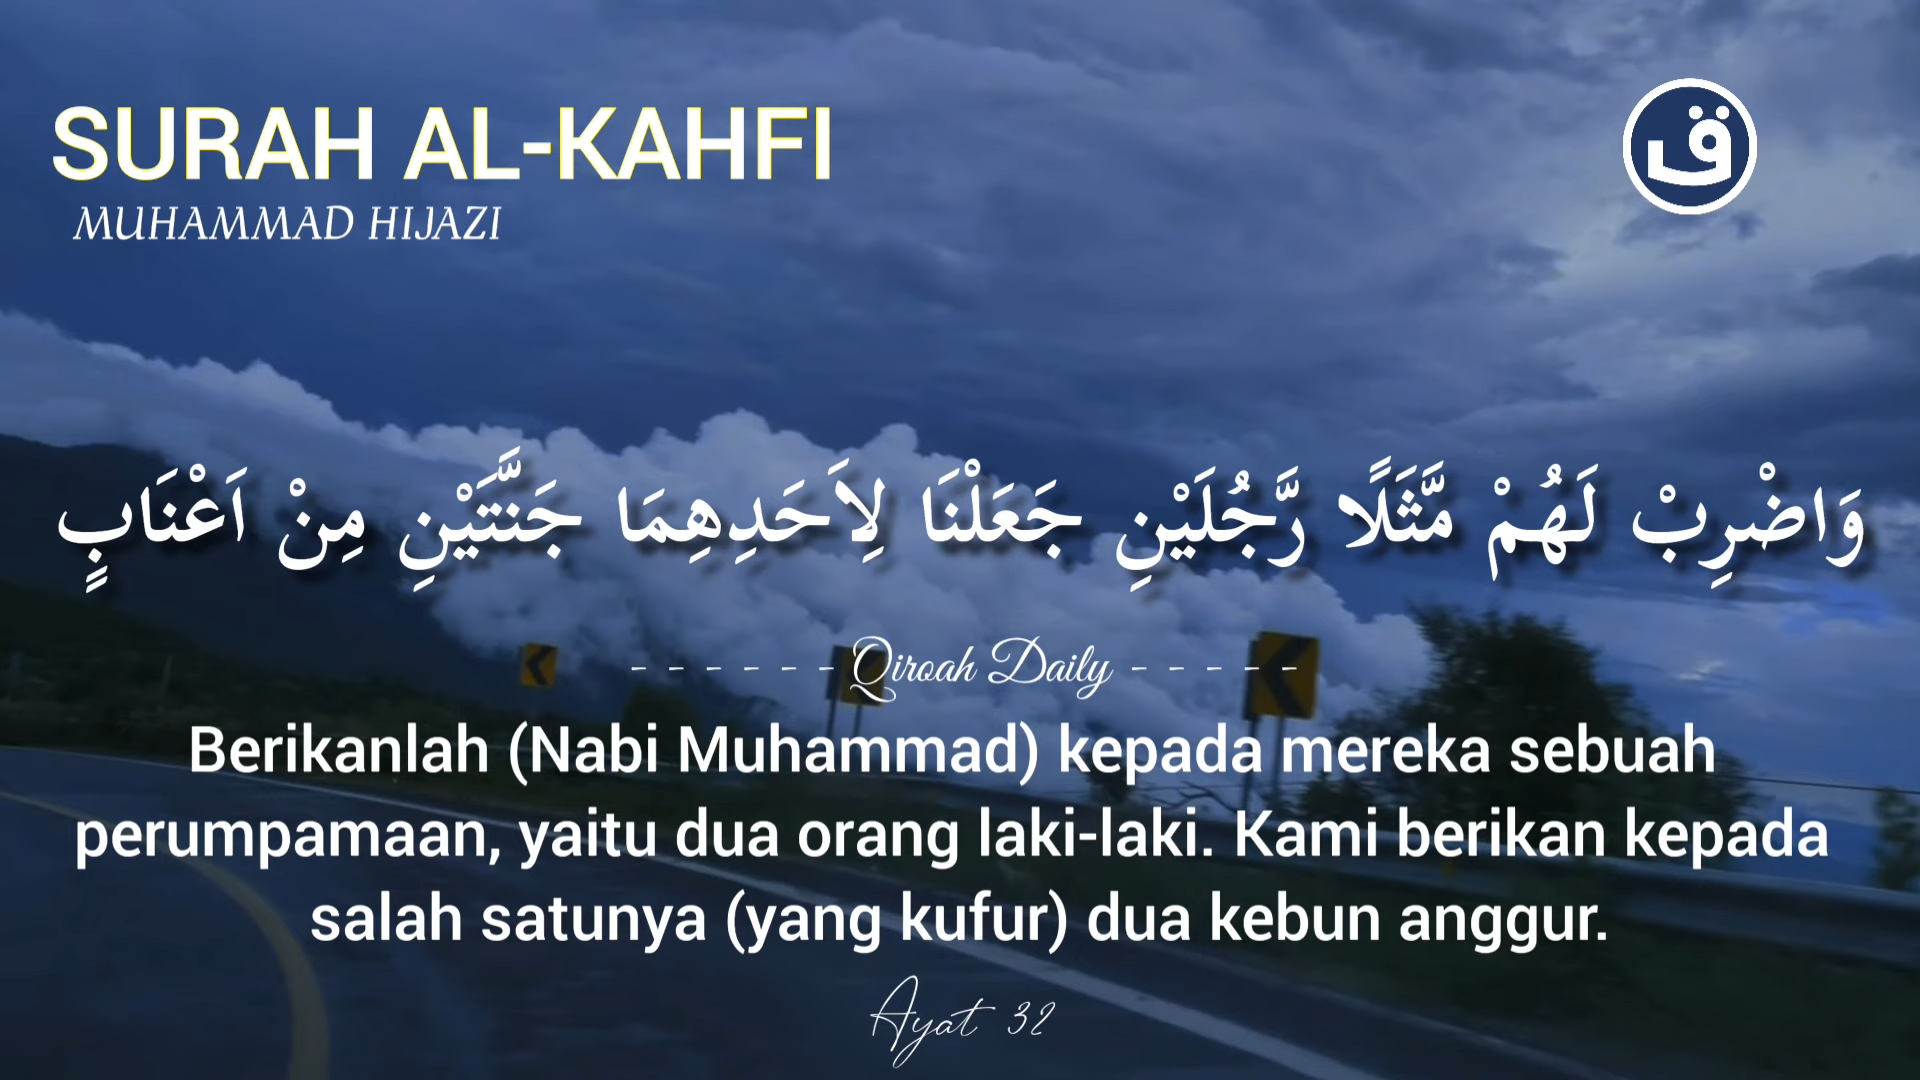 SURAH AL-KAHFI
MUHAMMAD HIJAZI
ق
وَاضْرِبْ لَهُمْ مَّثَلًا رَّجُلَيْنِ جَعَلْنَا لِاَحَدِهِمَا جَنَّتَيْنِ مِنْ اَعْنَابٍ
- - - - - - Qiroah Daily - - - - -
Berikanlah (Nabi Muhammad) kepada mereka sebuah
perumpamaan, yaitu dua orang laki-laki. Kami berikan kepada
salah satunya (yang kufur) dua kebun anggur.
Ayat 32